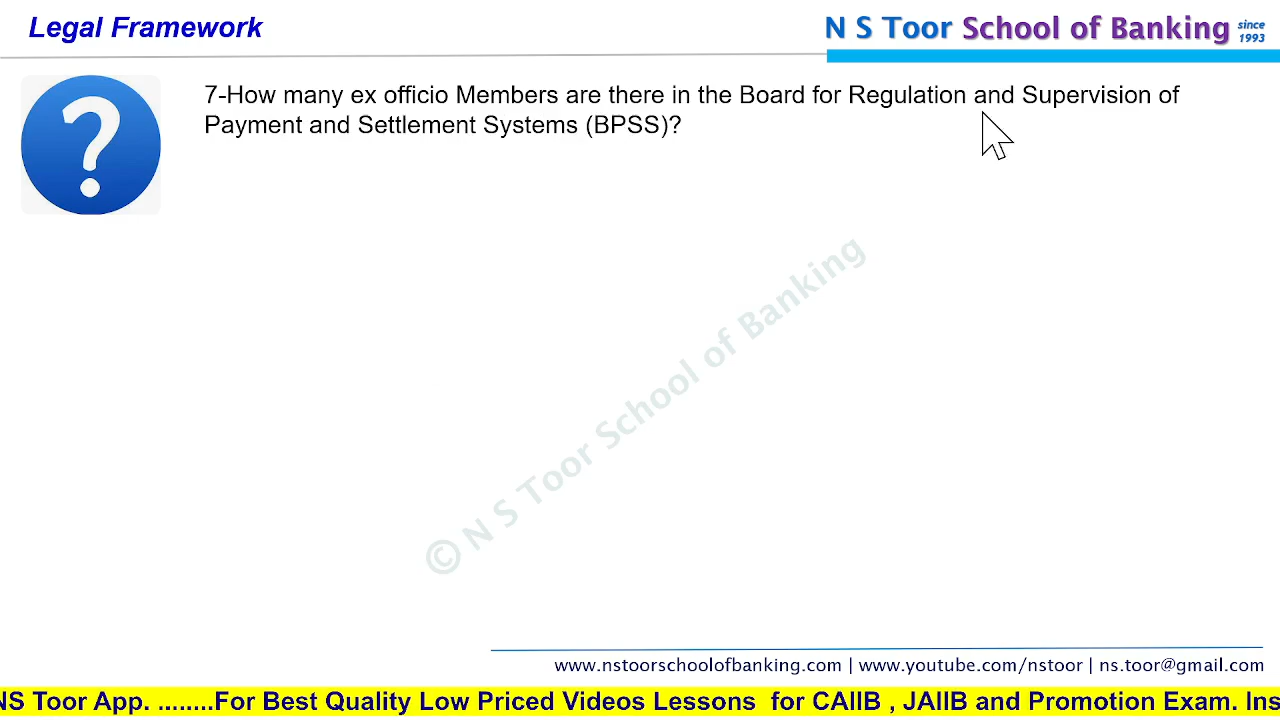 Legal Framework
N S Toor School of Banking since 1993
7-How many ex officio Members are there in the Board for Regulation and Supervision of
Payment and Settlement Systems (BPSS)?
© N S Toor School of Banking
www.nstoorschoolofbanking.com | www.youtube.com/nstoor | ns.toor@gmail.com
NS Toor App. ........For Best Quality Low Priced Videos Lessons for CAIIB , JAIIB and Promotion Exam. Ins